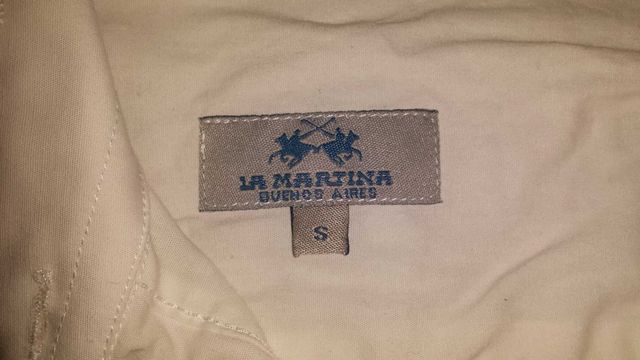 LA MARTINA
BUENOS AIRES
S